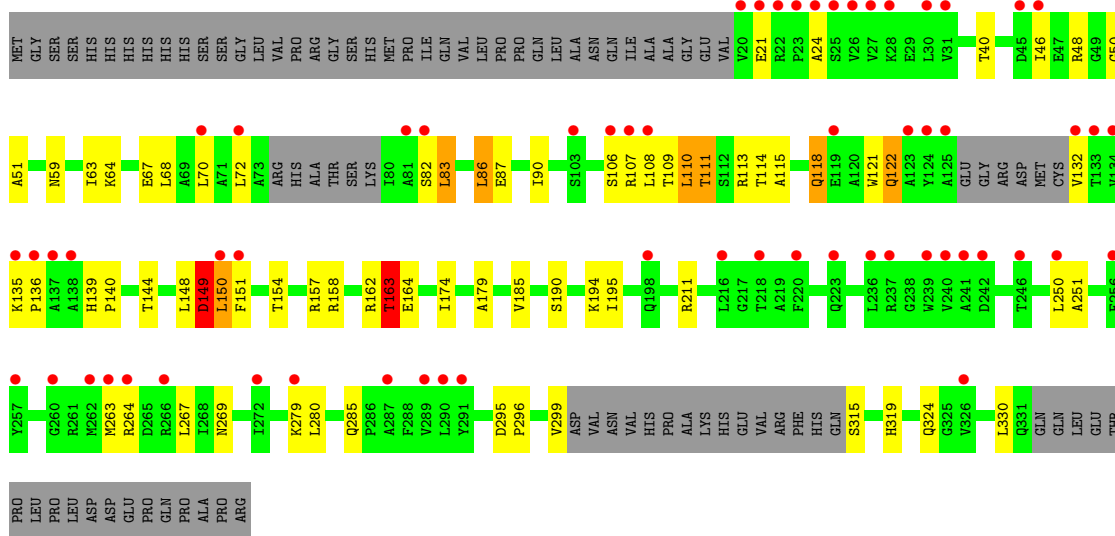 MET GLY SER SER HIS HIS HIS HIS HIS HIS SER SER GLY LEU VAL PRO ARG GLY SER HIS MET PRO ILE GLN VAL LEU PRO PRO GLN LEU ALA ASN GLN ILE ALA ALA GLY GLU VAL V20 E21 R22 P23 A24 S25 V26 V27 K28 E29 L30 V31 T40 D45 I46 E47 R48 G49 G50
A51 N59 I63 K64 E67 L68 A69 L70 A71 L72 A73 ARG HIS ALA THR SER LYS I80 A81 S82 L83 L86 E87 I90 S103 S106 R107 L108 T109 L110 T111 S112 R113 T114 A115 Q118 E119 A120 W121 Q122 A123 Y124 A125 GLU GLY ARG ASP MET CYS V132 T133 V134
K135 P136 A137 A138 H139 P140 T144 L148 D149 L150 F151 T154 R157 R158 R162 T163 E164 I174 A179 V185 S190 K194 I195 Q198 R211 L216 G217 T218 A219 F220 Q223 L236 R237 G238 W239 V240 A241 D242 T246 L250 A251
Y257 G260 R261 M262 M263 R264 D265 R266 L267 I268 N269 I272 K279 L280 Q285 P286 A287 F288 V289 L290 Y291 D295 P296 V299 ASP VAL ASN VAL HIS PRO ALA LYS HIS GLU VAL ARG PHE HIS GLN S315 H319 Q324 G325 V326 L330 Q331 GLN GLN LEU GLU THR
PRO LEU PRO LEU ASP ASP GLU PRO GLN PRO ALA PRO ARG